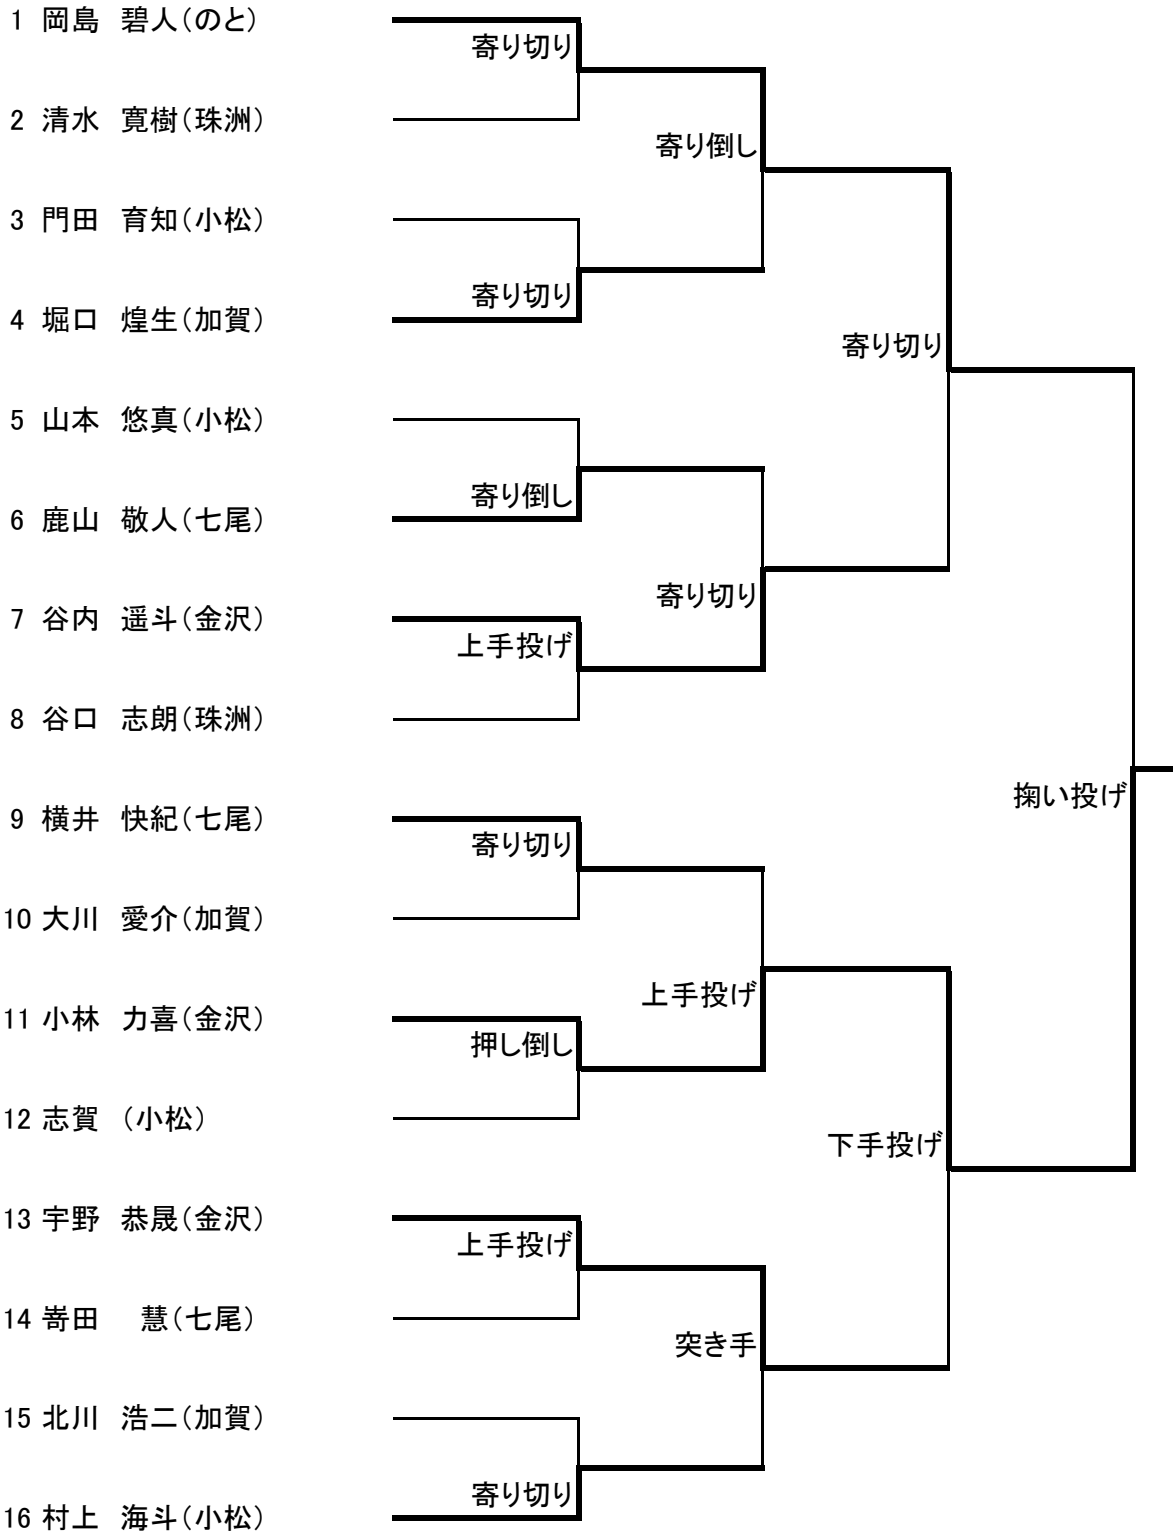 1 岡島 碧人（のと）
寄り切り
2 清水 寛樹（珠洲）
寄り倒し
3 門田 育知（小松）
寄り切り
4 堀口 煌生（加賀）
寄り切り
5 山本 悠真（小松）
寄り倒し
6 鹿山 敬人（七尾）
寄り切り
7 谷内 遥斗（金沢）
上手投げ
8 谷口 志朗（珠洲）
掬い投げ
9 横井 快紀（七尾）
寄り切り
10 大川 愛介（加賀）
上手投げ
11 小林 力喜（金沢）
押し倒し
12 志賀 （小松）
下手投げ
13 宇野 恭晟（金沢）
上手投げ
14 嵜田 慧（七尾）
突き手
15 北川 浩二（加賀）
寄り切り
16 村上 海斗（小松）